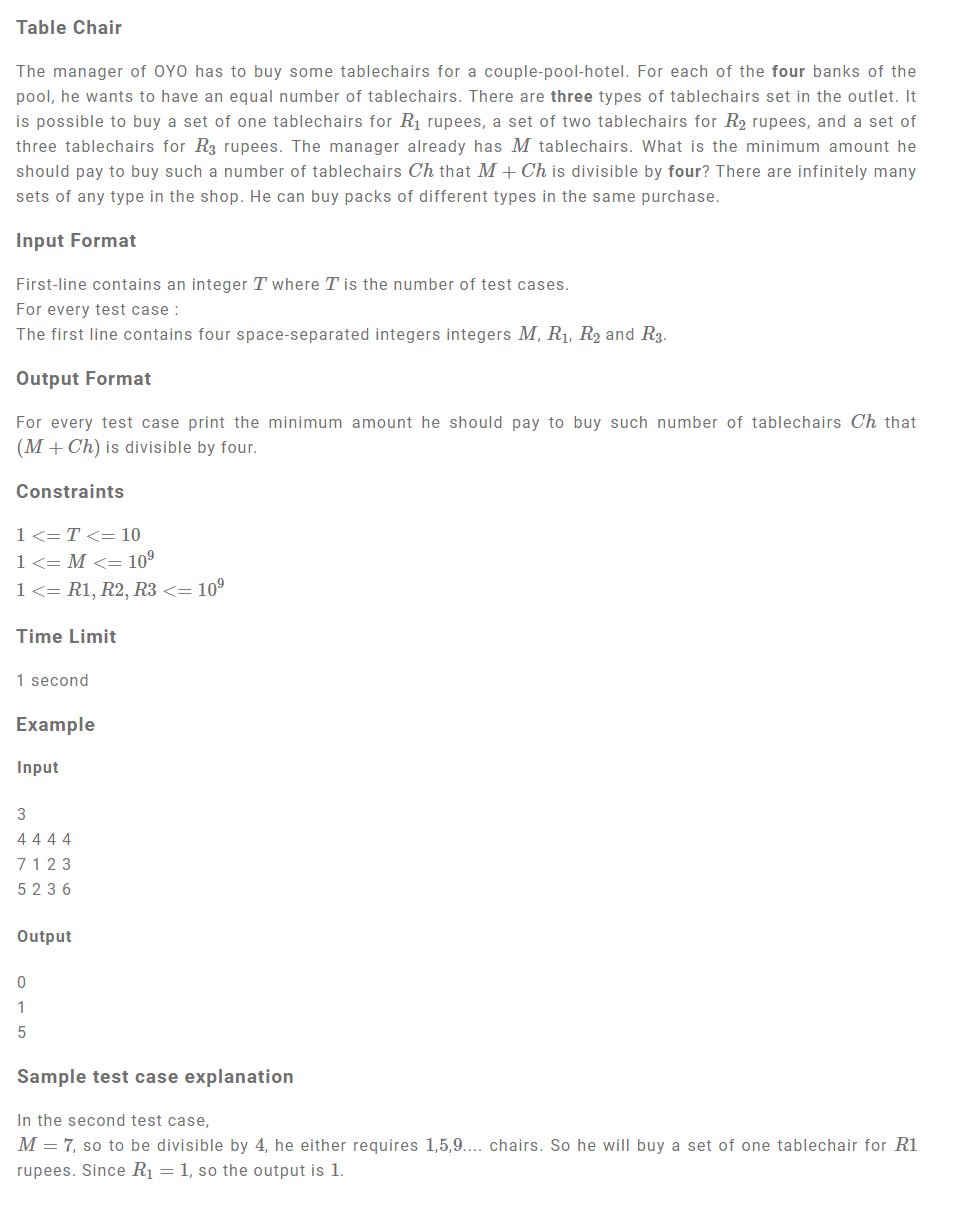 Table Chair
The manager of OYO has to buy some tablechairs for a couple-pool-hotel. For each of the four banks of the
pool, he wants to have an equal number of tablechairs. There are three types of tablechairs set in the outlet. It
is possible to buy a set of one tablechairs for R₁ rupees, a set of two tablechairs for R₂ rupees, and a set of
three tablechairs for R₃ rupees. The manager already has M tablechairs. What is the minimum amount he
should pay to buy such a number of tablechairs Ch that M + Ch is divisible by four? There are infinitely many
sets of any type in the shop. He can buy packs of different types in the same purchase.
Input Format
First-line contains an integer T where T is the number of test cases.
For every test case :
The first line contains four space-separated integers integers M, R₁, R₂ and R₃.
Output Format
For every test case print the minimum amount he should pay to buy such number of tablechairs Ch that
(M + Ch) is divisible by four.
Constraints
1 <= T <= 10
1 <= M <= 10⁹
1 <= R1, R2, R3 <= 10⁹
Time Limit
1 second
Example
Input
3
4 4 4 4
7 1 2 3
5 2 3 6
Output
0
1
5
Sample test case explanation
In the second test case,
M = 7, so to be divisible by 4, he either requires 1,5,9.... chairs. So he will buy a set of one tablechair for R1
rupees. Since R₁ = 1, so the output is 1.